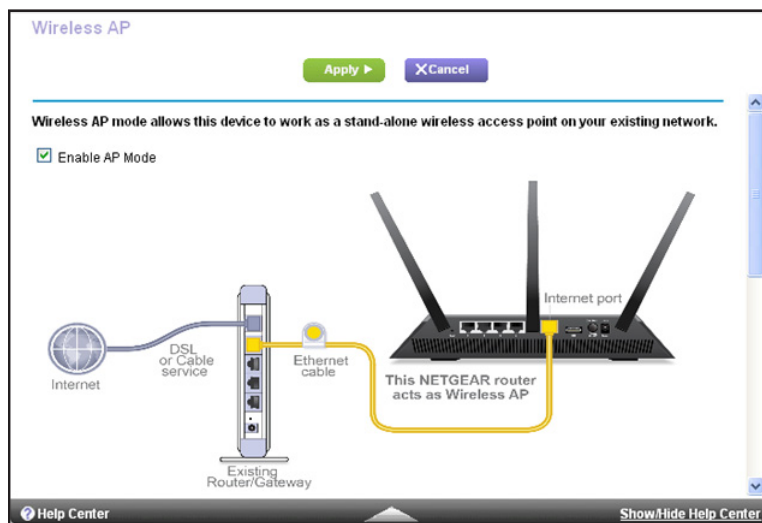 Wireless AP
Apply
Cancel
Wireless AP mode allows this device to work as a stand-alone wireless access point on your existing network.
Enable AP Mode
Internet port
Internet
DSL
or Cable
service
Ethernet
cable
This NETGEAR router
acts as Wireless AP
Existing
Router/Gateway
Help Center
Show/Hide Help Center